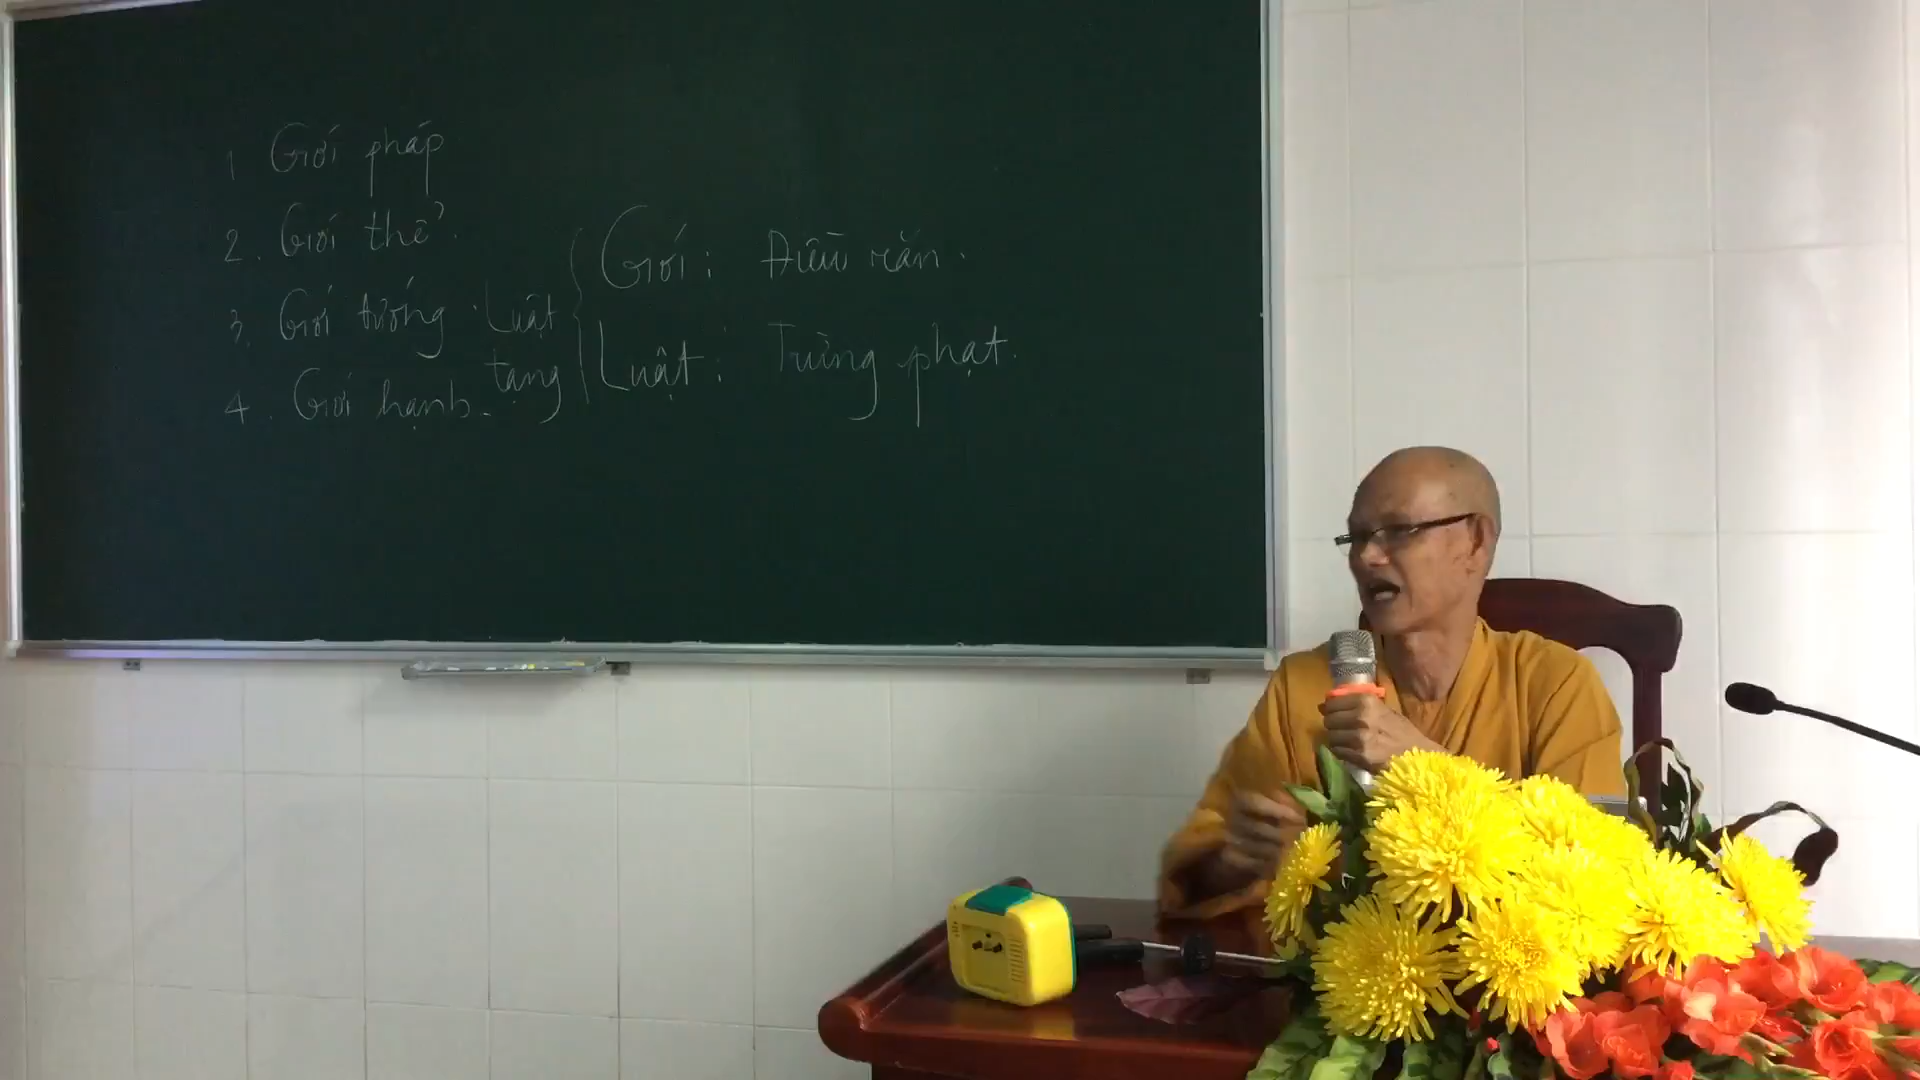 1 Giới pháp
2. Giới thể.
3. Giới tướng
4. Giới hạnh.
Luật
tạng
Giới: Điều răn.
Luật: Trừng phạt.